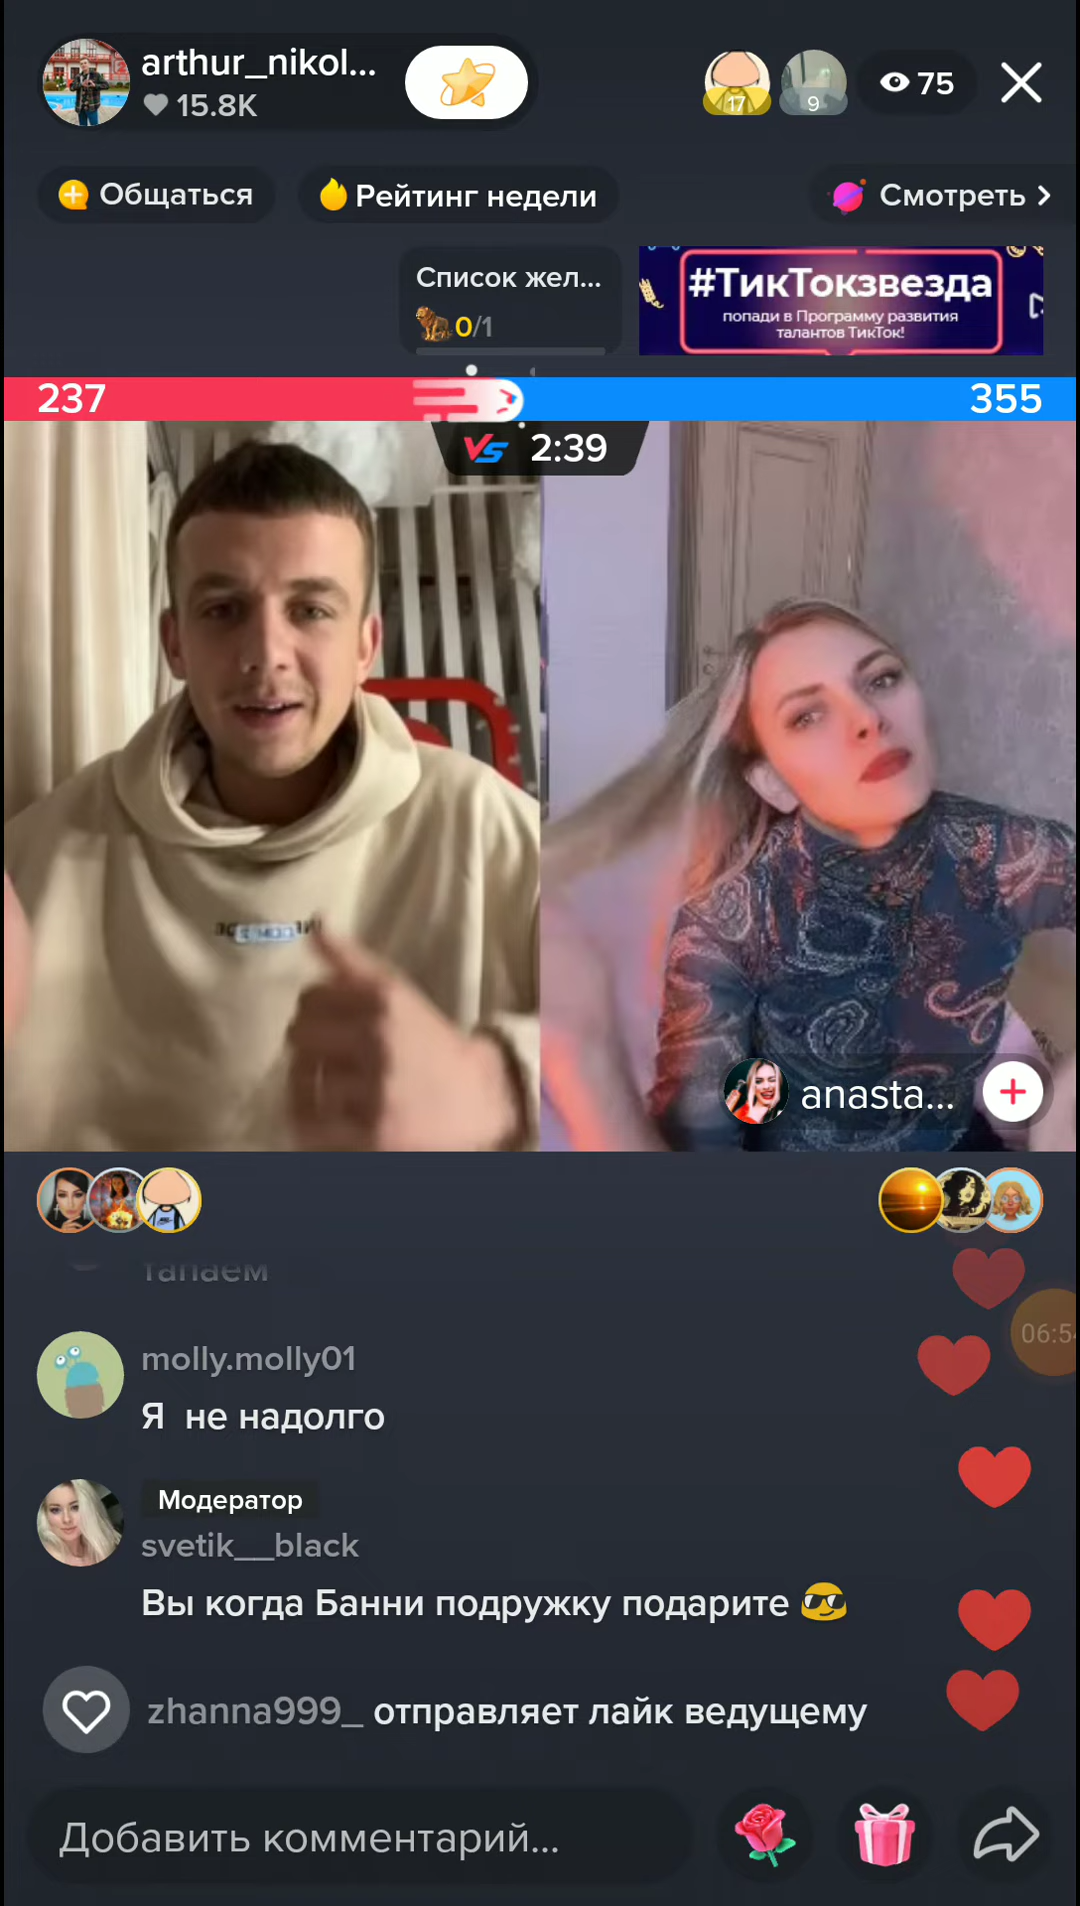 arthur_nikol...
15.8K
17
9
75
Общаться
Рейтинг недели
Смотреть
Список жел...
0/1
#ТикТокзвезда
попади в Программу развития
талантов ТикТок!
237
355
VS 2:39
anasta...
тапаем
molly.molly01
Я не надолго
Модератор
svetik__black
Вы когда Банни подружку подарите
zhanna999_ отправляет лайк ведущему
Добавить комментарий...